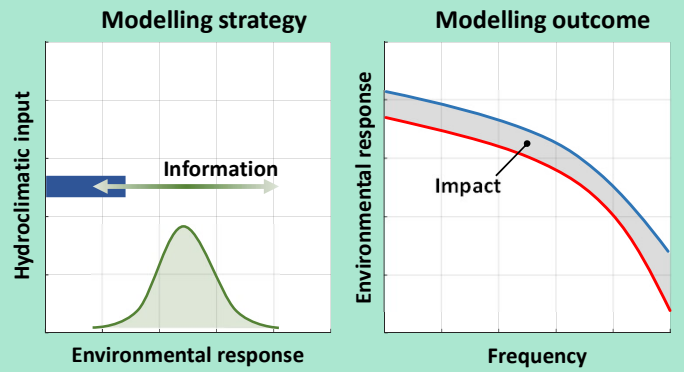 Modelling strategy
Hydroclimatic input
Information
Environmental response
Modelling outcome
Environmental response
Impact
Frequency